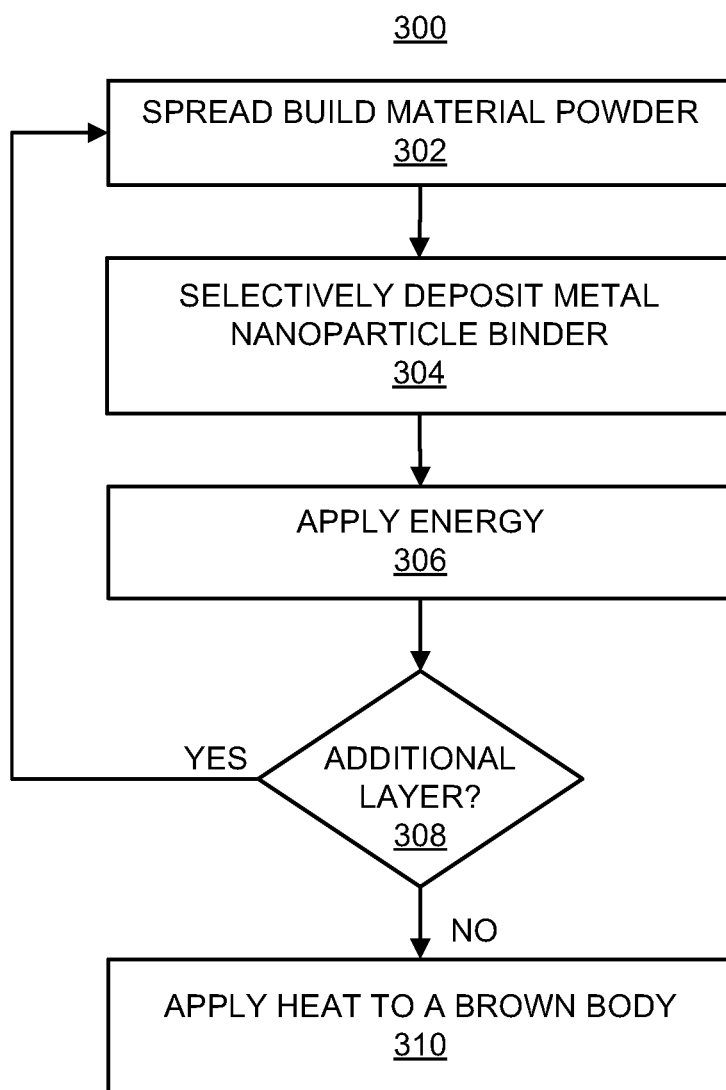 300
SPREAD BUILD MATERIAL POWDER
302
SELECTIVELY DEPOSIT METAL
NANOPARTICLE BINDER
304
APPLY ENERGY
306
YES
ADDITIONAL
LAYER?
308
NO
APPLY HEAT TO A BROWN BODY
310